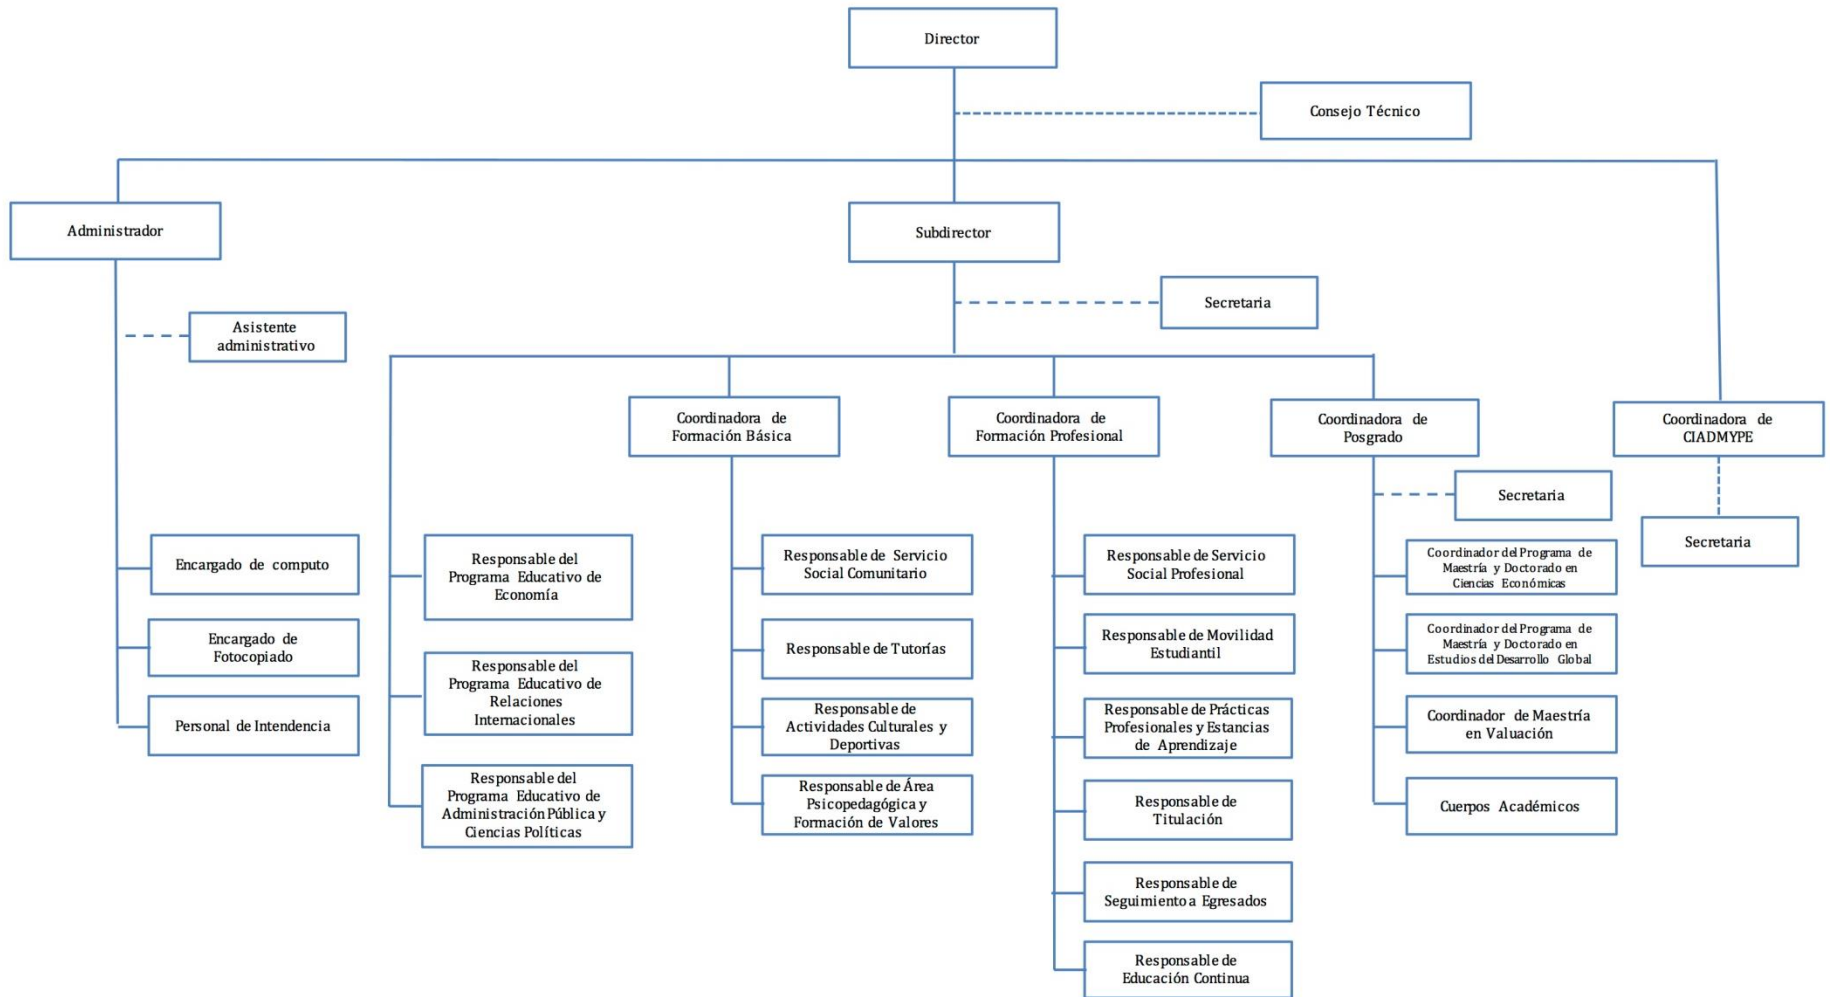 Director
Consejo Técnico
Administrador
Subdirector
Secretaria
Asistente
administrativo
Coordinadora de
Formación Básica
Coordinadora de
Formación Profesional
Coordinadora de
Posgrado
Coordinadora de
CIADMYPE
Secretaria
Secretaria
Encargado de computo
Encargado de
Fotocopiado
Personal de Intendencia
Responsable del
Programa Educativo de
Economía
Responsable del
Programa Educativo de
Relaciones
Internacionales
Responsable del
Programa Educativo de
Administración Pública y
Ciencias Políticas
Responsable de Servicio
Social Comunitario
Responsable de Tutorías
Responsable de
Actividades Culturales y
Deportivas
Responsable de Área
Psicopedagógica y
Formación de Valores
Responsable de Servicio
Social Profesional
Responsable de Movilidad
Estudiantil
Responsable de Prácticas
Profesionales y Estancias
de Aprendizaje
Responsable de
Titulación
Responsable de
Seguimiento a Egresados
Responsable de
Educación Continua
Coordinador del Programa de
Maestría y Doctorado en
Ciencias Económicas
Coordinador del Programa de
Maestría y Doctorado en
Estudios del Desarrollo Global
Coordinador de Maestría
en Valuación
Cuerpos Académicos